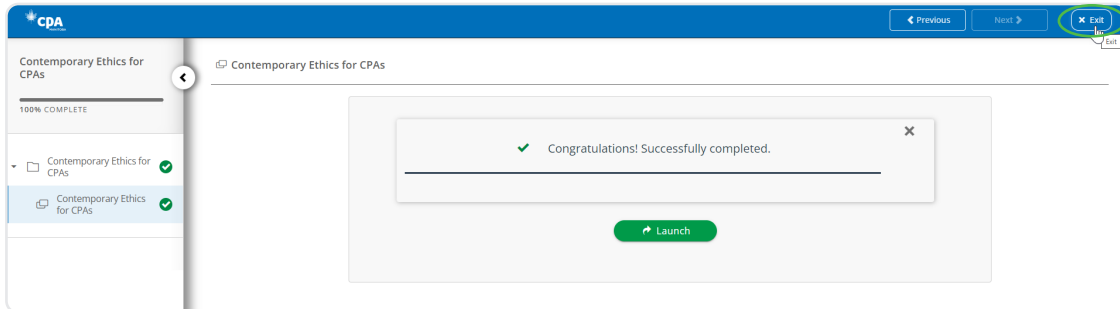 CPA
MANITOBA
Previous
Next
Exit
Exit
Contemporary Ethics for
CPAs
100% COMPLETE
Contemporary Ethics for
CPAs
Contemporary Ethics
for CPAs
Contemporary Ethics for CPAs
Congratulations! Successfully completed.
Launch